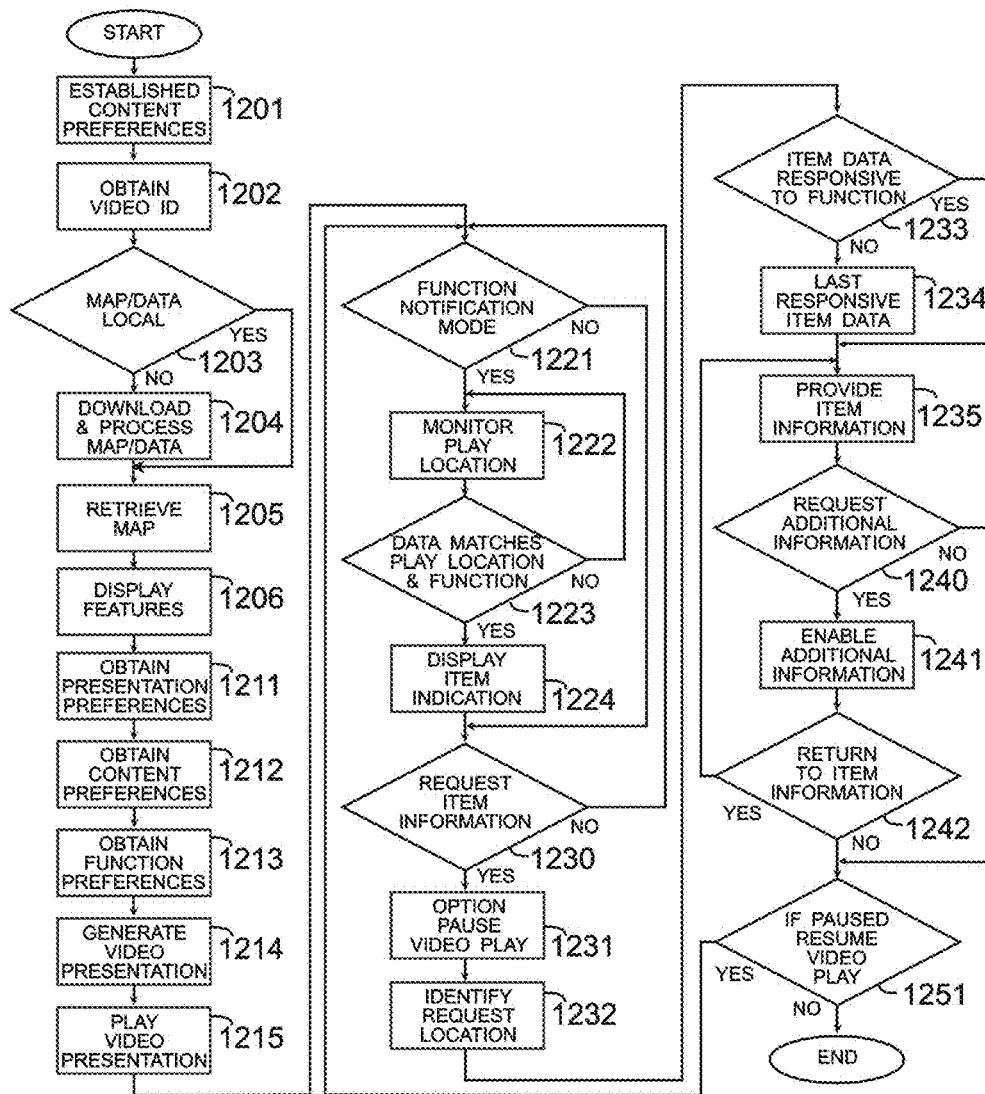 START
ESTABLISHED
CONTENT
PREFERENCES
1201
OBTAIN
VIDEO ID
1202
MAP/DATA
LOCAL
YES
1203
NO
DOWNLOAD
& PROCESS
MAP/DATA
1204
RETRIEVE
MAP
1205
DISPLAY
FEATURES
1206
OBTAIN
PRESENTATION
PREFERENCES
1211
OBTAIN
CONTENT
PREFERENCES
1212
OBTAIN
FUNCTION
PREFERENCES
1213
GENERATE
VIDEO
PRESENTATION
1214
PLAY
VIDEO
PRESENTATION
1215
FUNCTION
NOTIFICATION
MODE
NO
1221
YES
MONITOR
PLAY
LOCATION
1222
DATA MATCHES
PLAY LOCATION
& FUNCTION
NO
1223
YES
DISPLAY
ITEM
INDICATION
1224
REQUEST
ITEM
INFORMATION
NO
1230
YES
OPTION
PAUSE
VIDEO PLAY
1231
IDENTIFY
REQUEST
LOCATION
1232
ITEM DATA
RESPONSIVE
TO FUNCTION
YES
1233
NO
LAST
RESPONSIVE
ITEM DATA
1234
PROVIDE
ITEM
INFORMATION
1235
REQUEST
ADDITIONAL
INFORMATION
NO
1240
YES
ENABLE
ADDITIONAL
INFORMATION
1241
RETURN
TO ITEM
INFORMATION
YES
1242
NO
IF PAUSED
RESUME
VIDEO
PLAY
YES
1251
NO
END